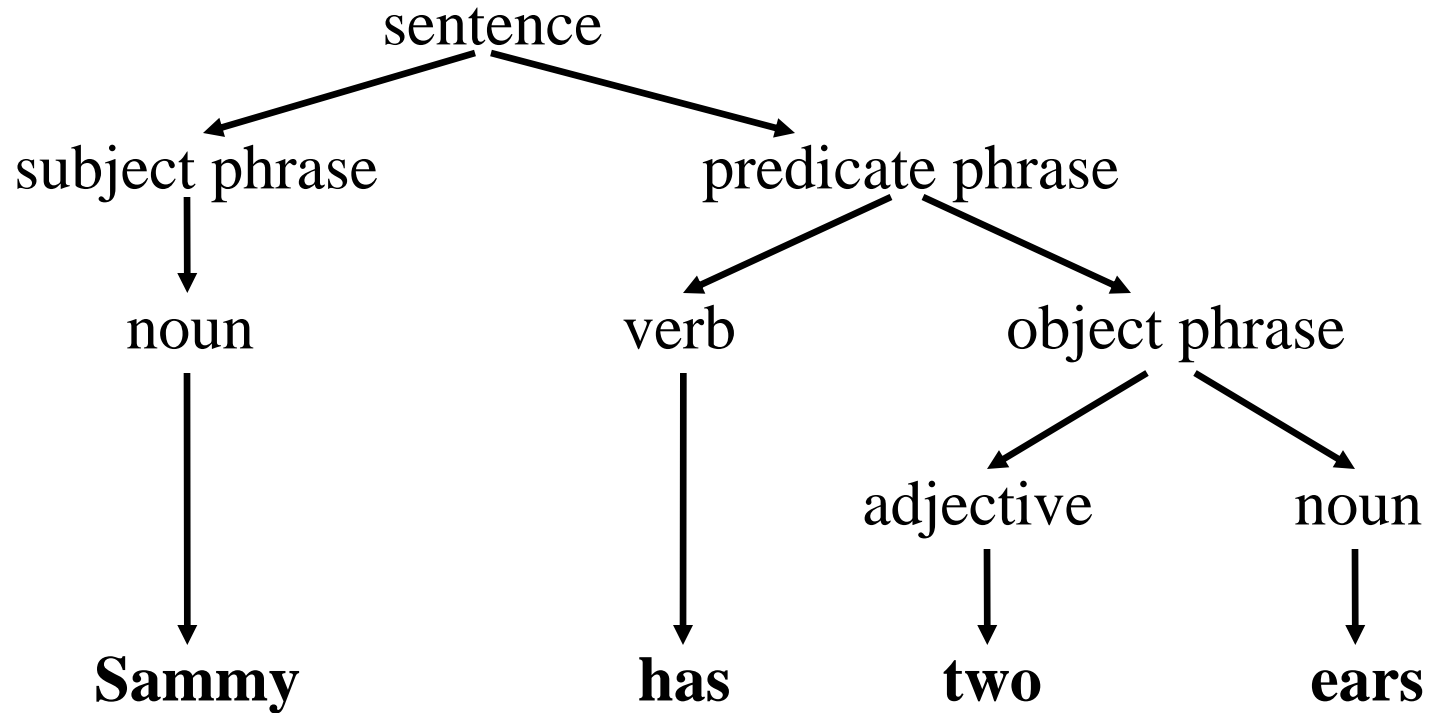 sentence
subject phrase predicate phrase
noun verb object phrase
adjective noun
Sammy has two ears